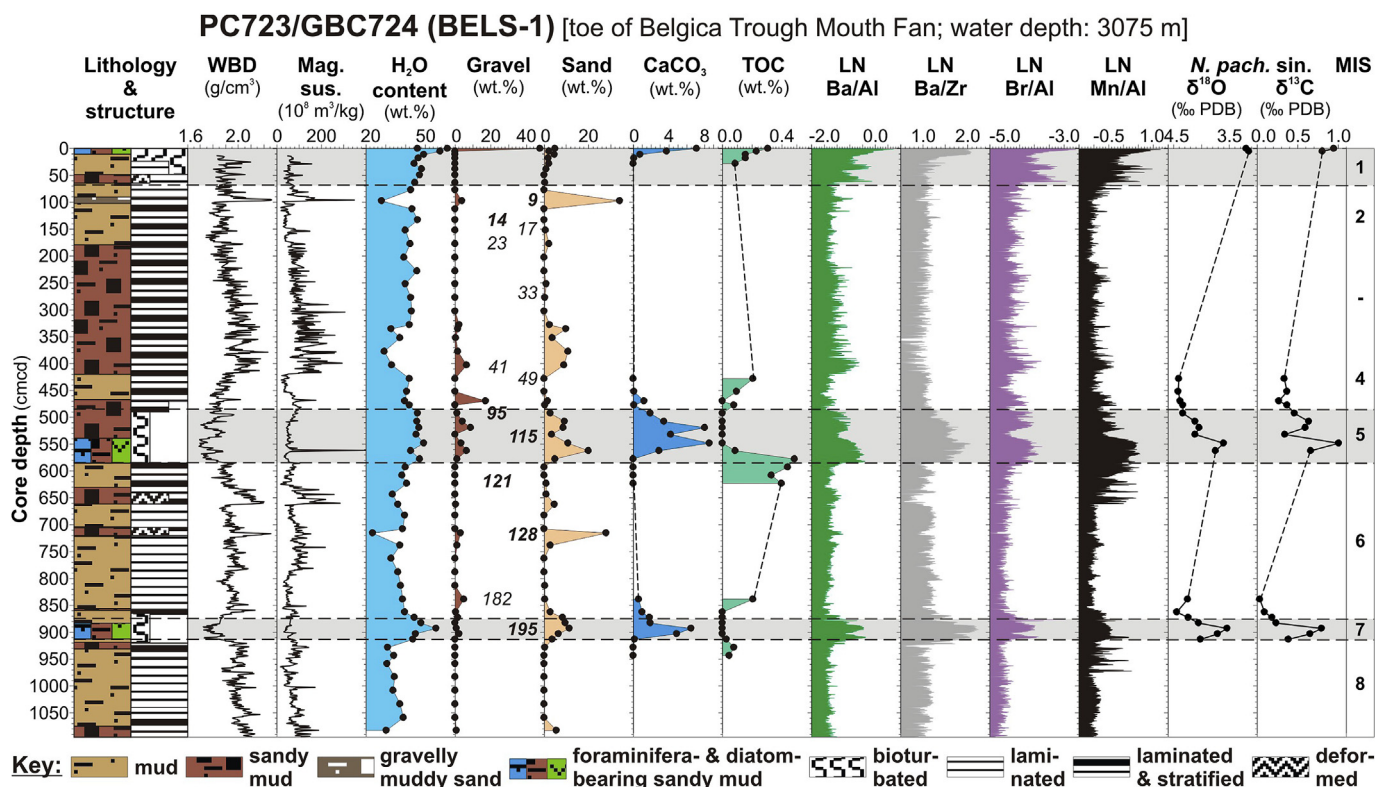 PC723/GBC724 (BELS-1) [toe of Belgica Trough Mouth Fan; water depth: 3075 m]
Lithology & structure
WBD (g/cm³)
Mag. sus. (10⁸ m³/kg)
H₂O content (wt.%)
Gravel (wt.%)
Sand (wt.%)
CaCO₃ (wt.%)
TOC (wt.%)
LN Ba/Al
LN Ba/Zr
LN Br/Al
LN Mn/Al
N. pach. sin.
δ¹⁸O (‰ PDB)
δ¹³C (‰ PDB)
MIS
1.6 2.0
0 200
20 50
0 20 40
0 20
0 4 8
0.0 0.4
-2.0 0.0
1.0 2.0
-5.0 -3.0
-0.5 1.0
4.5 3.5
0.0 0.5 1.0
Core depth (cmcd)
0
50
100
150
200
250
300
350
400
450
500
550
600
650
700
750
800
850
900
950
1000
1050
9
14
17
23
33
41
49
95
115
121
128
182
195
1
2
-
4
5
6
7
8
Key:
mud
sandy mud
gravelly muddy sand
foraminifera- & diatom-bearing sandy mud
biotur-bated
lami-nated
laminated & stratified
defor-med